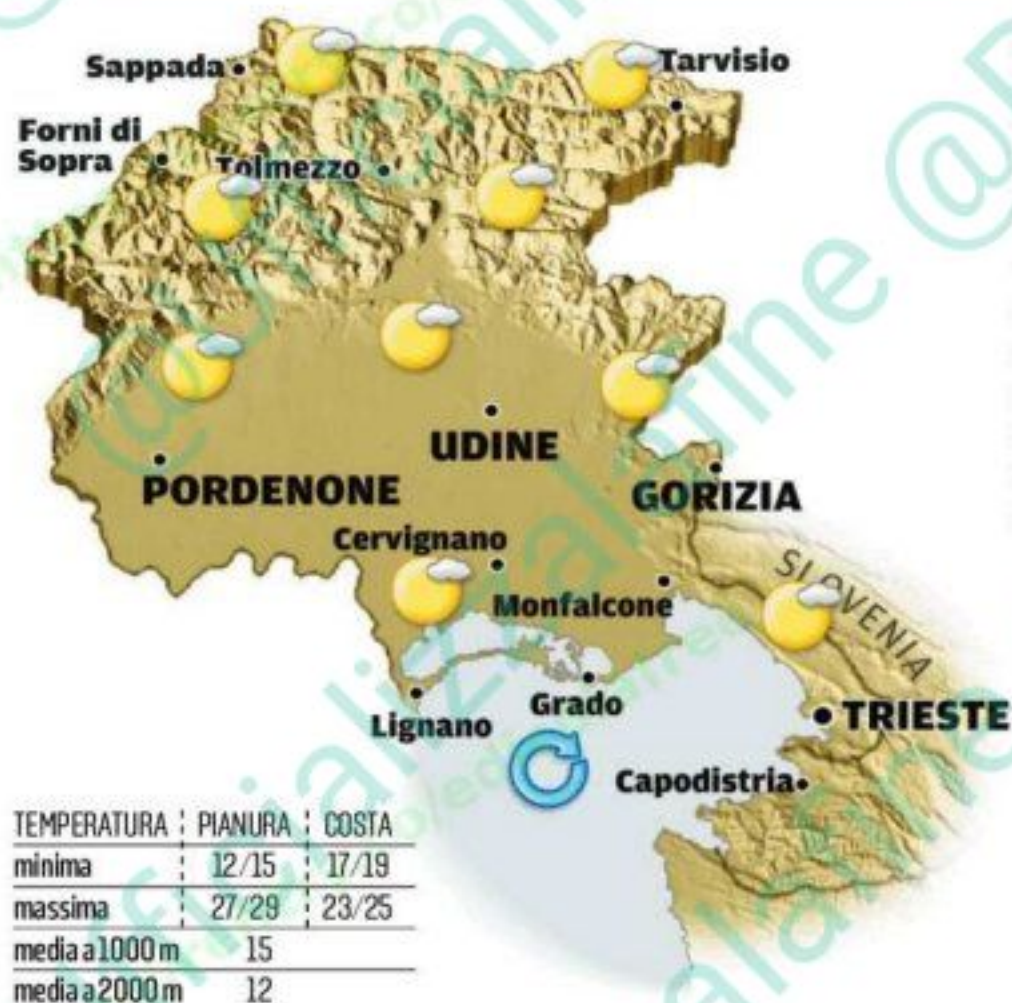 Sappada
Tarvisio
Forni di
Sopra
Tolmezzo
UDINE
PORDENONE
GORIZIA
Cervignano
SLOVENIA
Monfalcone
Grado
Lignano
TRIESTE
Capodistria
TEMPERATURA PIANURA COSTA
minima 12/15 17/19
massima 27/29 23/25
media a 1000 m 15
media a 2000 m 12